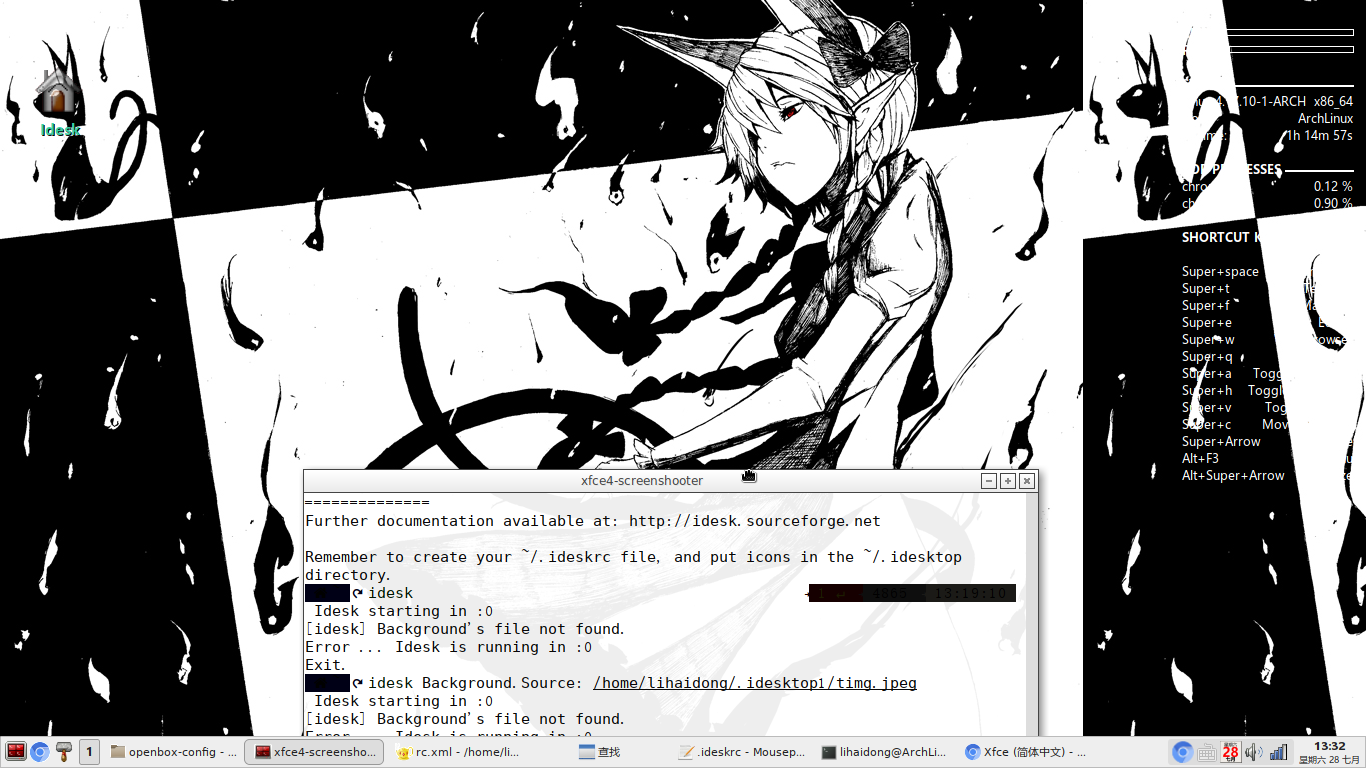 Idesk
-ARCH x86_64
ArchLinux
1h 14m 57s
0.12 %
0.90 %
SHORTCUT
Super+space
Super+t
Super+f
Super+e
Super+w
Super+q
Super+a
Super+h
Super+v
Super+c
Super+Arrow
Alt+F3
Alt+Super+Arrow
xfce4-screenshooter
==============
Further documentation available at: http://idesk.sourceforge.net
Remember to create your ~/.ideskrc file, and put icons in the ~/.idesktop
directory.
idesk 13:19:10
Idesk starting in :0
[idesk] Background's file not found.
Error ... Idesk is running in :0
Exit.
idesk Background.Source: /home/lihaidong/.idesktop1/timg.jpeg
Idesk starting in :0
[idesk] Background's file not found.
1 openbox-config - ... xfce4-screensho... rc.xml - /home/li... 查找 .ideskrc - Mousep... lihaidong@ArchLi... Xfce (简体中文) - ... 28 13:32
星期六 28 七月